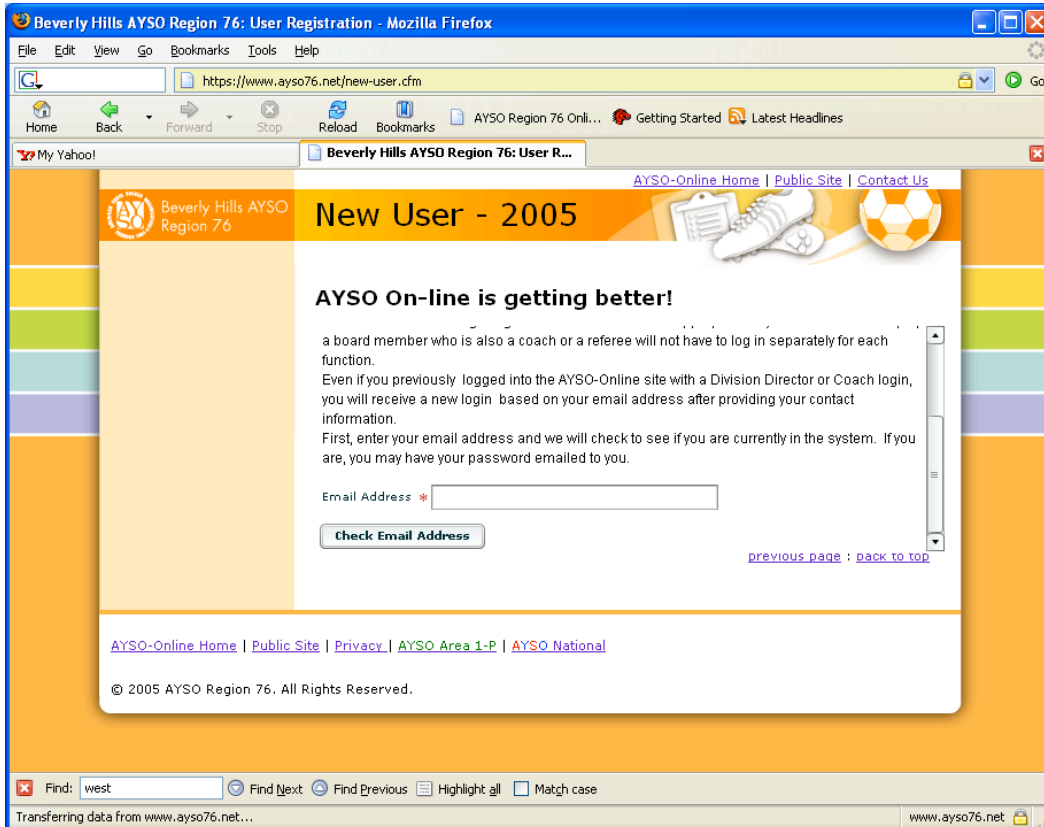 Beverly Hills AYSO Region 76: User Registration - Mozilla Firefox
File Edit View Go Bookmarks Tools Help
G https://www.ayso76.net/new-user.cfm Go
Home Back Forward Stop Reload Bookmarks AYSO Region 76 Onli... Getting Started Latest Headlines
My Yahoo! Beverly Hills AYSO Region 76: User R...
AYSO-Online Home | Public Site | Contact Us
AYSO
Beverly Hills AYSO
Region 76
New User - 2005
AYSO On-line is getting better!
a board member who is also a coach or a referee will not have to log in separately for each
function.
Even if you previously logged into the AYSO-Online site with a Division Director or Coach login,
you will receive a new login based on your email address after providing your contact
information.
First, enter your email address and we will check to see if you are currently in the system. If you
are, you may have your password emailed to you.
Email Address *
Check Email Address
previous page : back to top
AYSO-Online Home | Public Site | Privacy | AYSO Area 1-P | AYSO National
© 2005 AYSO Region 76. All Rights Reserved.
Find: west Find Next Find Previous Highlight all Match case
Transferring data from www.ayso76.net... www.ayso76.net